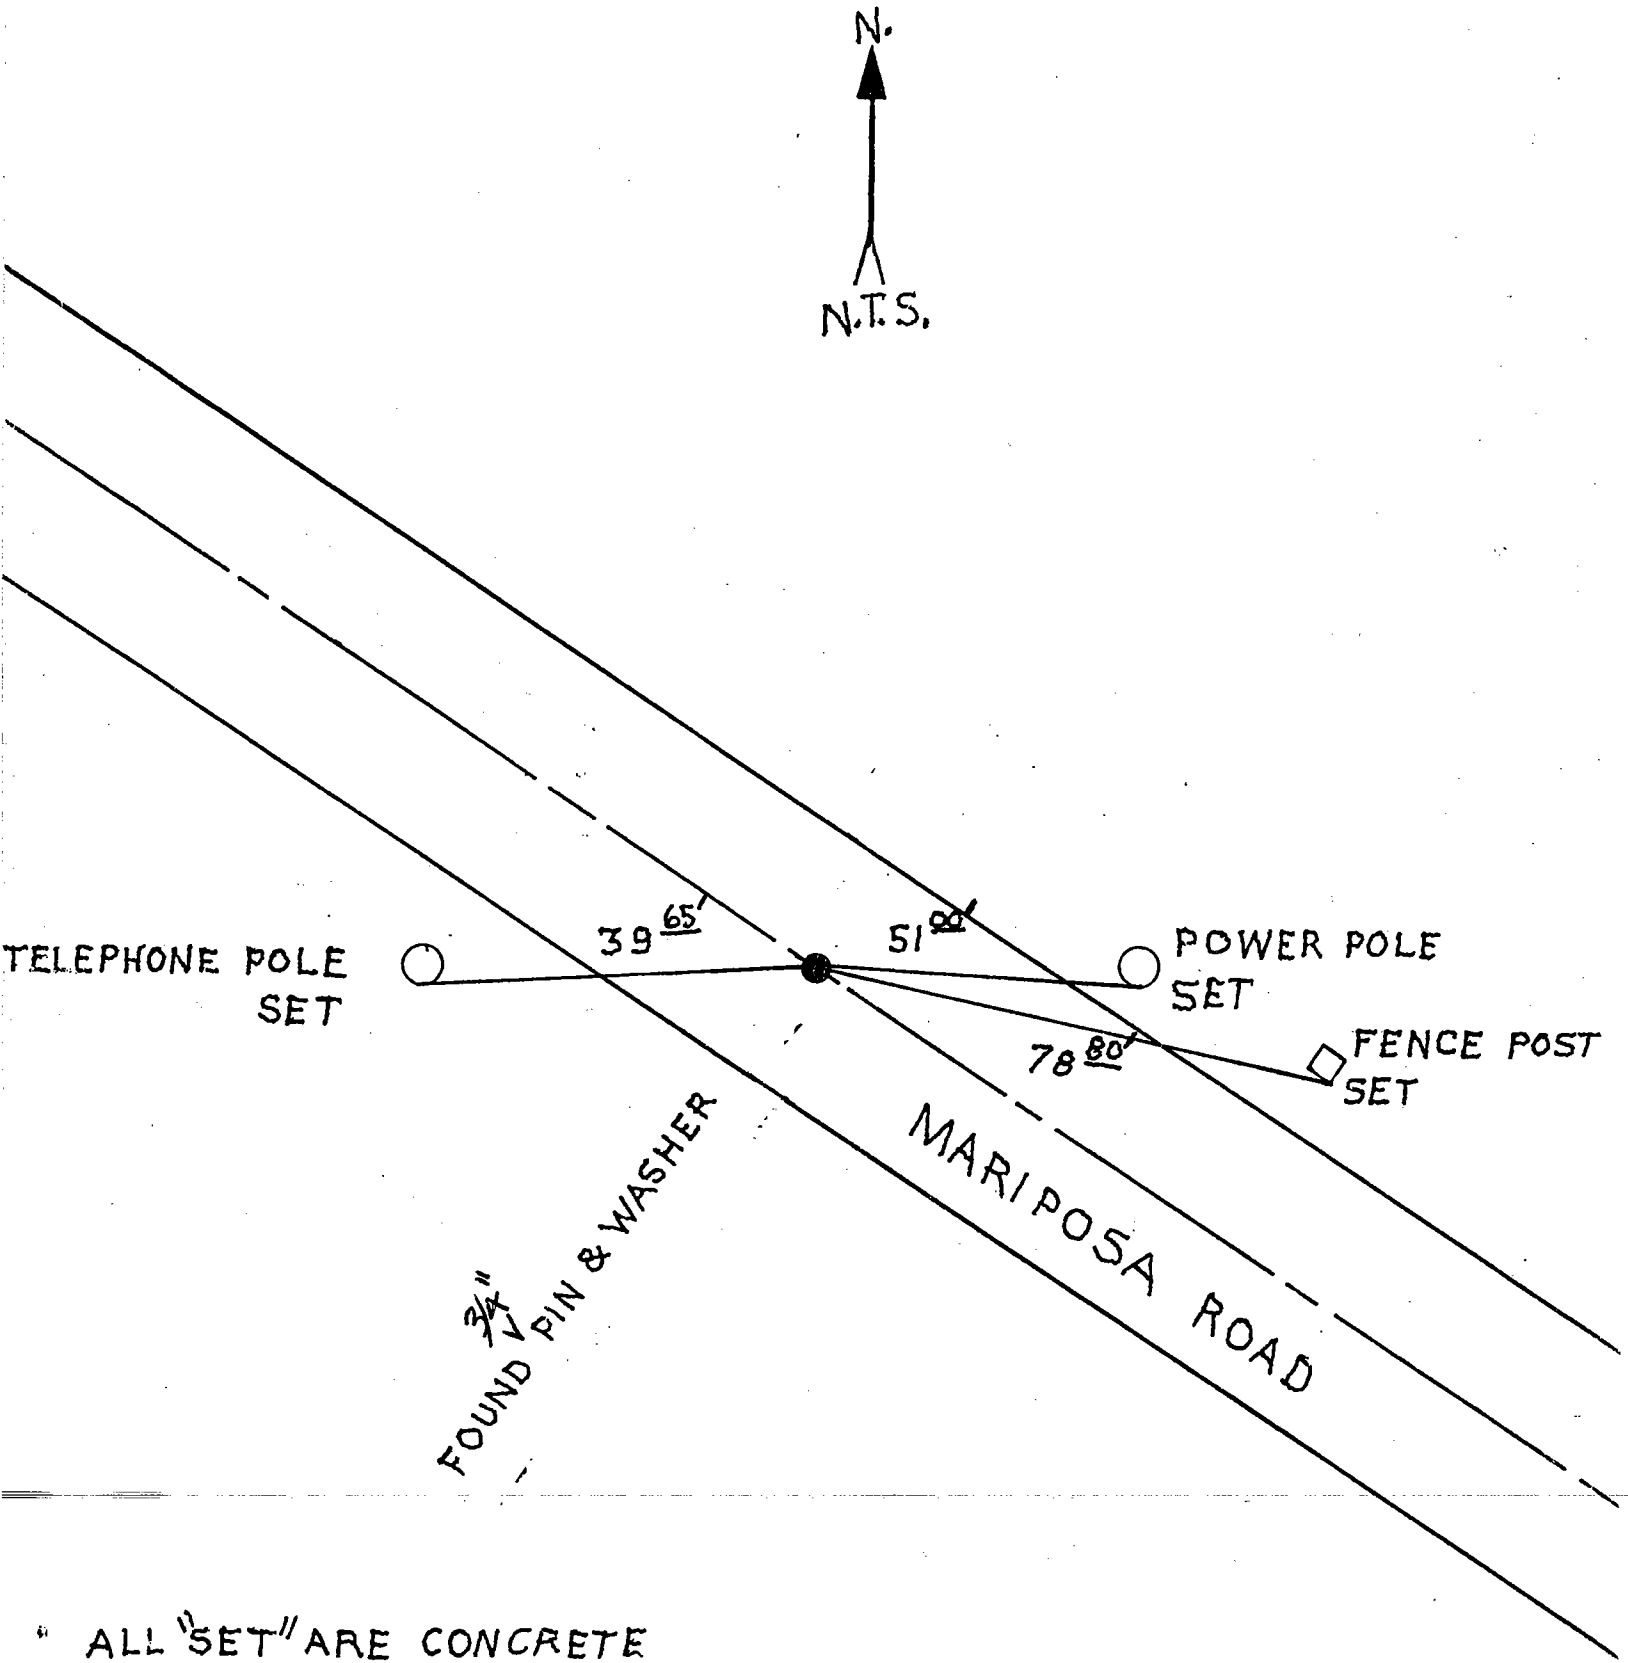 N.
N.T.S.
39 65'
51 00'
TELEPHONE POLE
SET
POWER POLE
SET
78 80'
FENCE POST
SET
MARIPOSA ROAD
3/4"
FOUND PIN & WASHER
" ALL "SET" ARE CONCRETE